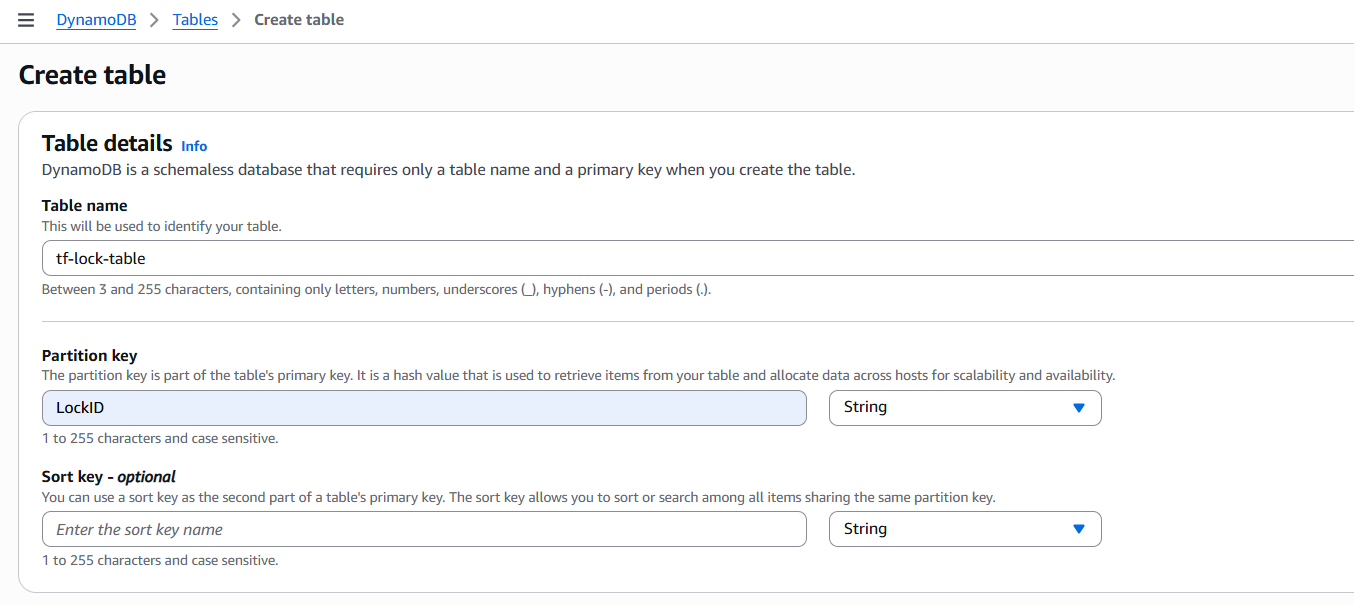 DynamoDB > Tables > Create table
Create table
Table details Info
DynamoDB is a schemaless database that requires only a table name and a primary key when you create the table.
Table name
This will be used to identify your table.
tf-lock-table
Between 3 and 255 characters, containing only letters, numbers, underscores (_), hyphens (-), and periods (.).
Partition key
The partition key is part of the table's primary key. It is a hash value that is used to retrieve items from your table and allocate data across hosts for scalability and availability.
LockID String
1 to 255 characters and case sensitive.
Sort key - optional
You can use a sort key as the second part of a table's primary key. The sort key allows you to sort or search among all items sharing the same partition key.
Enter the sort key name String
1 to 255 characters and case sensitive.